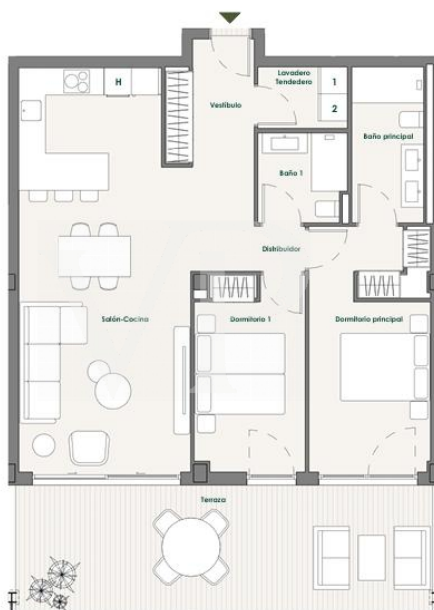 H
Lavadero
Tendedero
1
2
Vestíbulo
Baño principal
Baño 1
Distribuidor
Salón-Cocina
Dormitorio 1
Dormitorio principal
Terraza